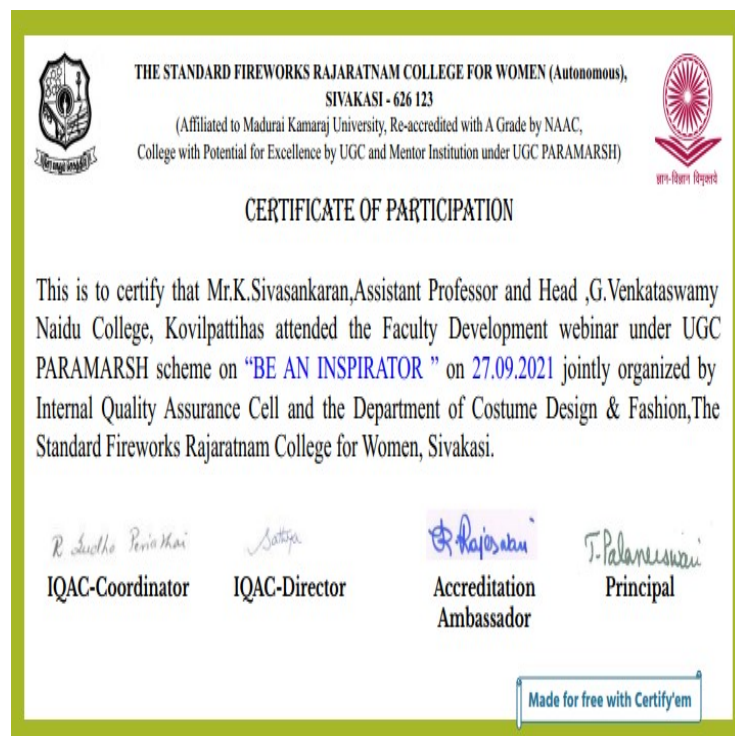 THE STANDARD FIREWORKS RAJARATNAM COLLEGE FOR WOMEN (Autonomous),
SIVAKASI - 626 123
(Affiliated to Madurai Kamaraj University, Re-accredited with A Grade by NAAC,
College with Potential for Excellence by UGC and Mentor Institution under UGC PARAMARSH)
ज्ञान-विज्ञान विमुक्तये
CERTIFICATE OF PARTICIPATION
This is to certify that Mr.K.Sivasankaran,Assistant Professor and Head ,G.Venkataswamy
Naidu College, Kovilpattihas attended the Faculty Development webinar under UGC
PARAMARSH scheme on “BE AN INSPIRATOR ” on 27.09.2021 jointly organized by
Internal Quality Assurance Cell and the Department of Costume Design & Fashion,The
Standard Fireworks Rajaratnam College for Women, Sivakasi.
R Sudha Periathai Sathya R. Rajeswari T. Palaneeswari
IQAC-Coordinator IQAC-Director Accreditation Principal
Ambassador
Made for free with Certify'em